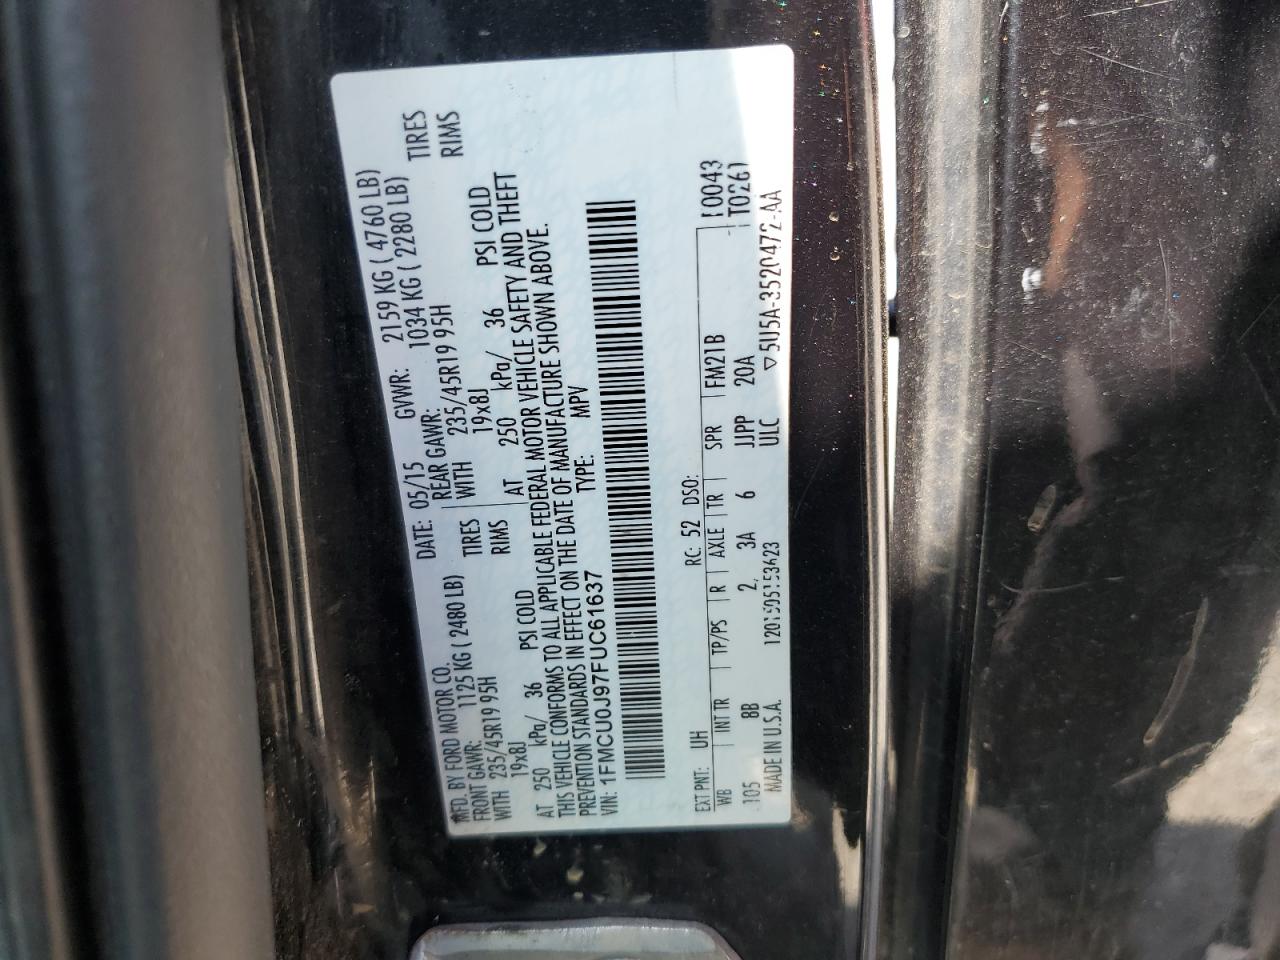 MFD. BY FORD MOTOR CO. DATE: 05/15 GVWR: 2159 KG ( 4760 LB)
FRONT GAWR: 1125 KG ( 2480 LB) REAR GAWR: 1034 KG ( 2280 LB)
WITH 235/45R19 95H TIRES WITH 235/45R19 95H TIRES
19x8J RIMS 19x8J RIMS
AT 250 kPa/ 36 PSI COLD AT 250 kPa/ 36 PSI COLD
THIS VEHICLE CONFORMS TO ALL APPLICABLE FEDERAL MOTOR VEHICLE SAFETY AND THEFT
PREVENTION STANDARDS IN EFFECT ON THE DATE OF MANUFACTURE SHOWN ABOVE.
VIN: 1FMCU0J97FUC61637 TYPE: MPV
EXT PNT: UH RC: 52 DSO:
WB INT TR TP/PS R AXLE TR SPR FM21B 10043
105 8B 2, 3A 6 JJPP 20A T0261
MADE IN U.S.A. ULC ▽ 5U5A-3520472-AA